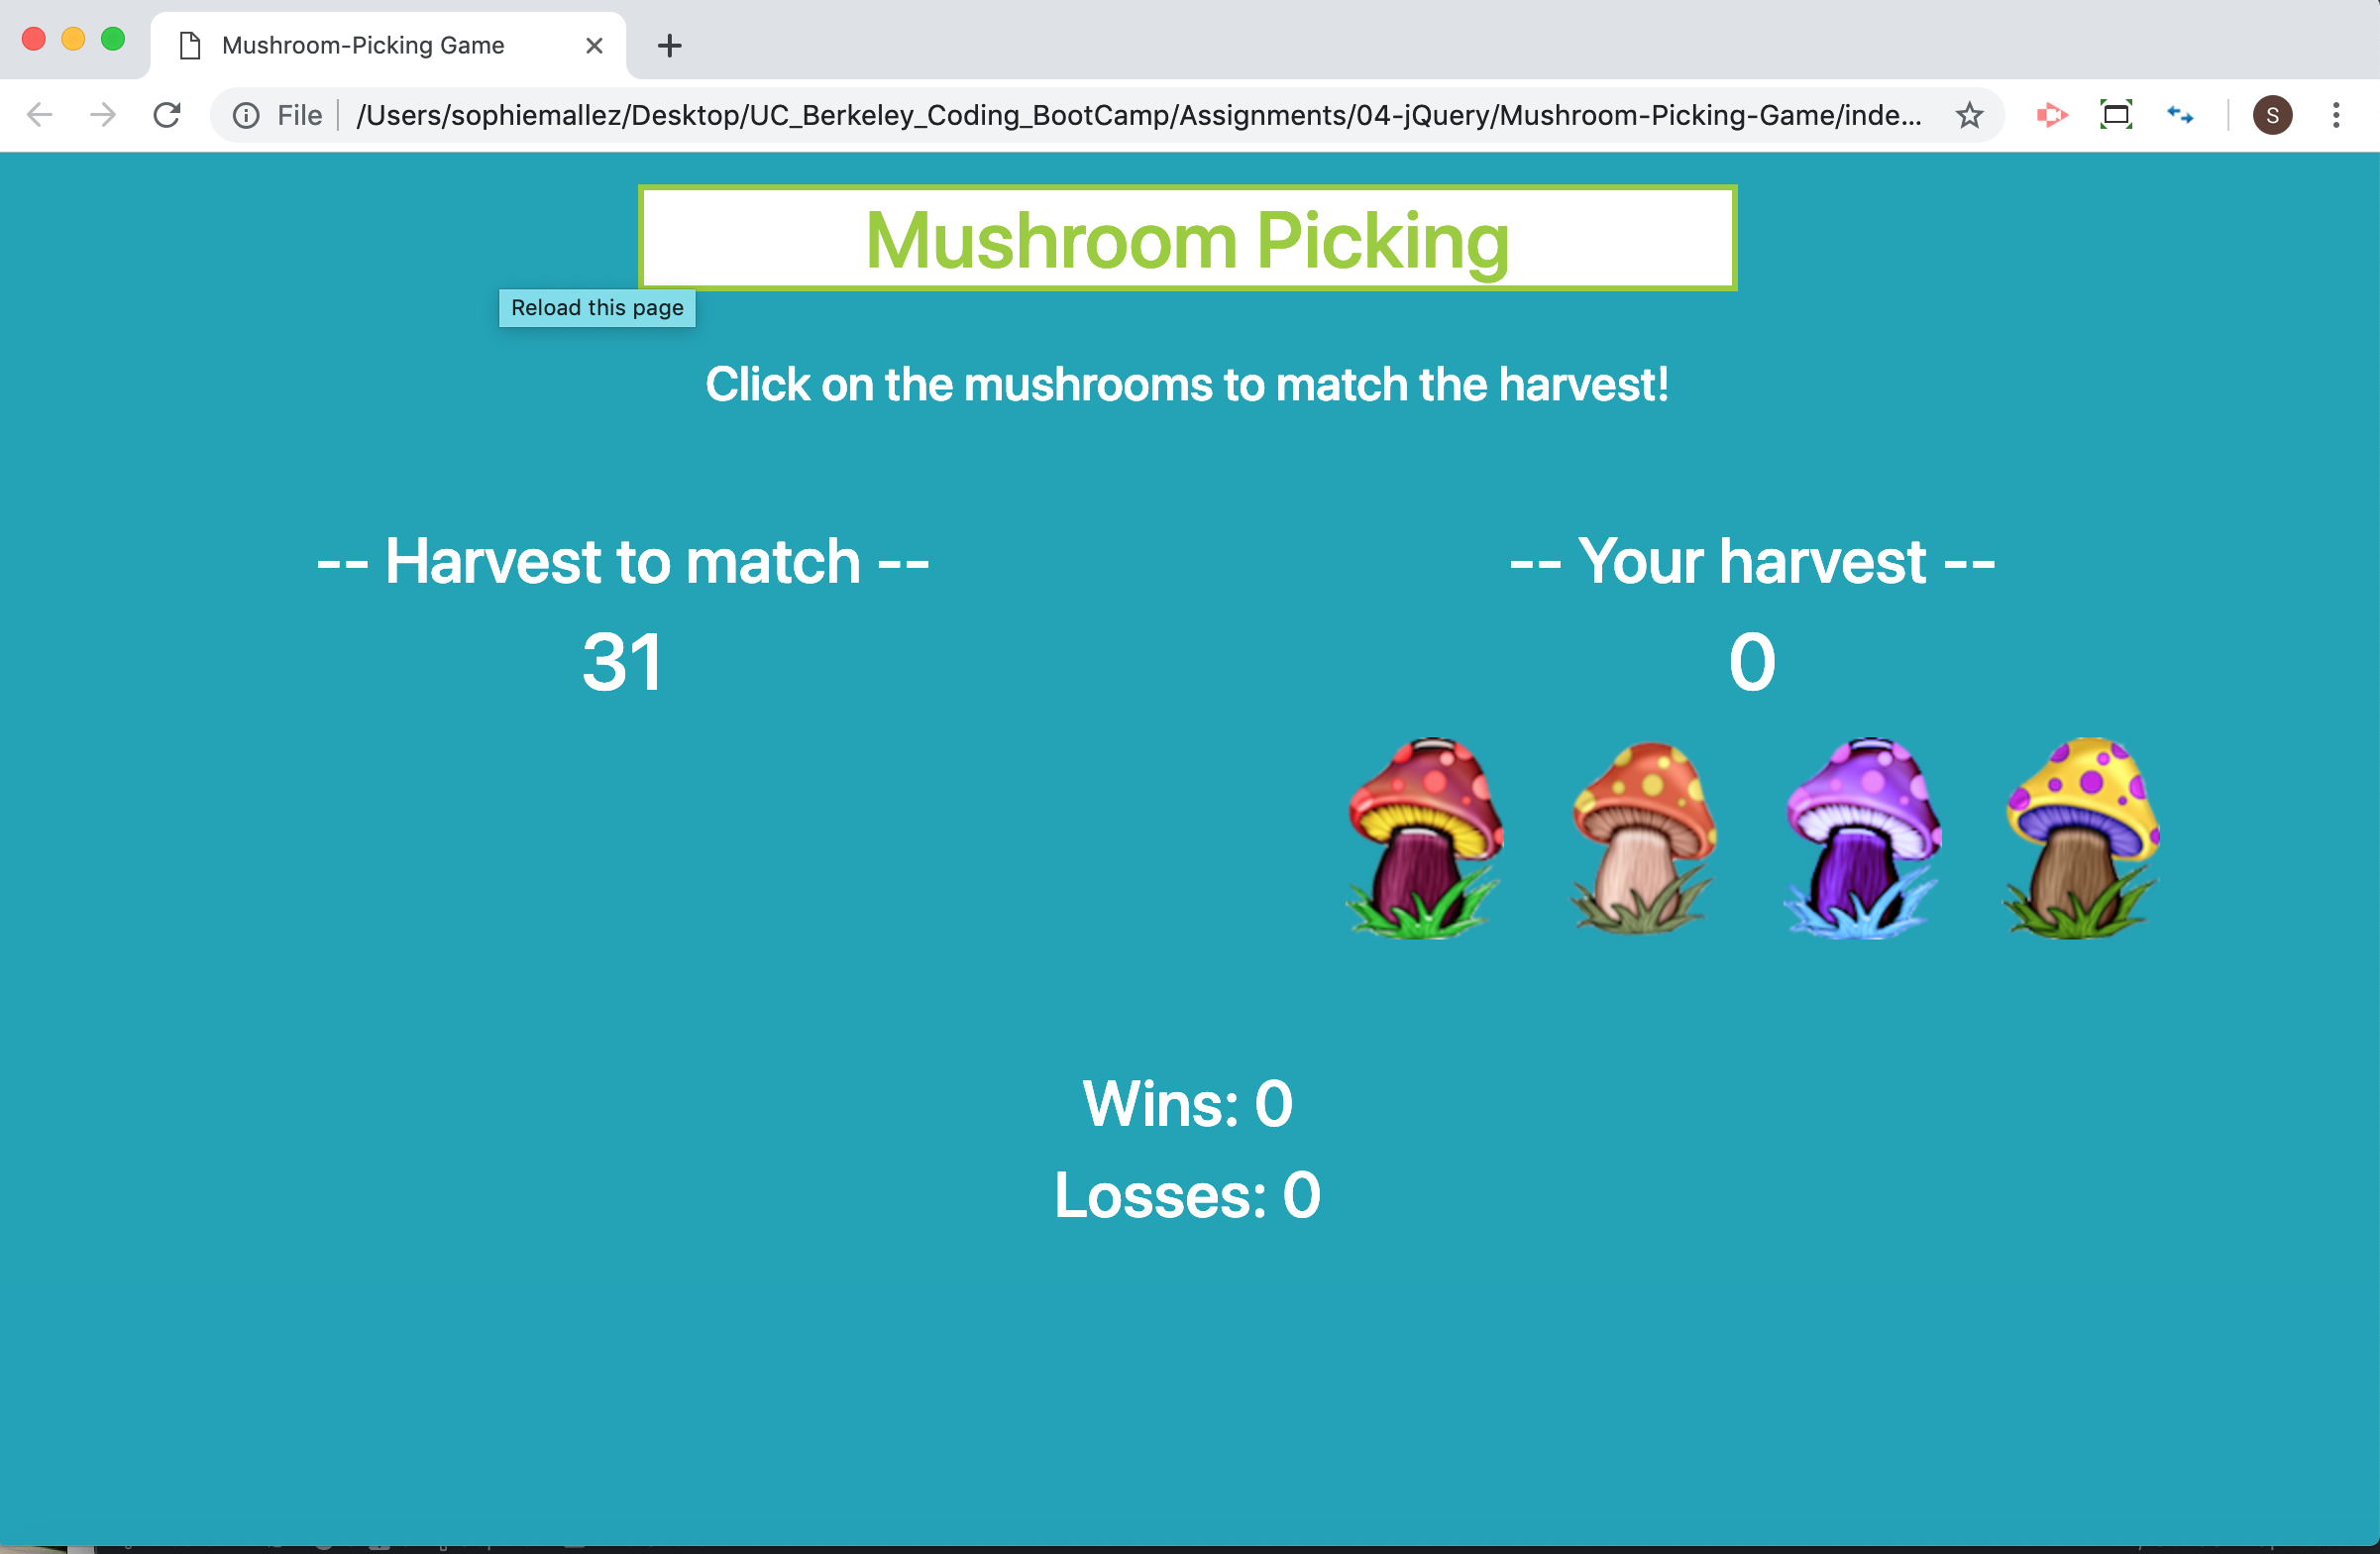 Mushroom-Picking Game
File /Users/sophiemallez/Desktop/UC_Berkeley_Coding_BootCamp/Assignments/04-jQuery/Mushroom-Picking-Game/inde...
S
Mushroom Picking
Reload this page
Click on the mushrooms to match the harvest!
-- Harvest to match --
31
-- Your harvest --
0
Wins: 0
Losses: 0